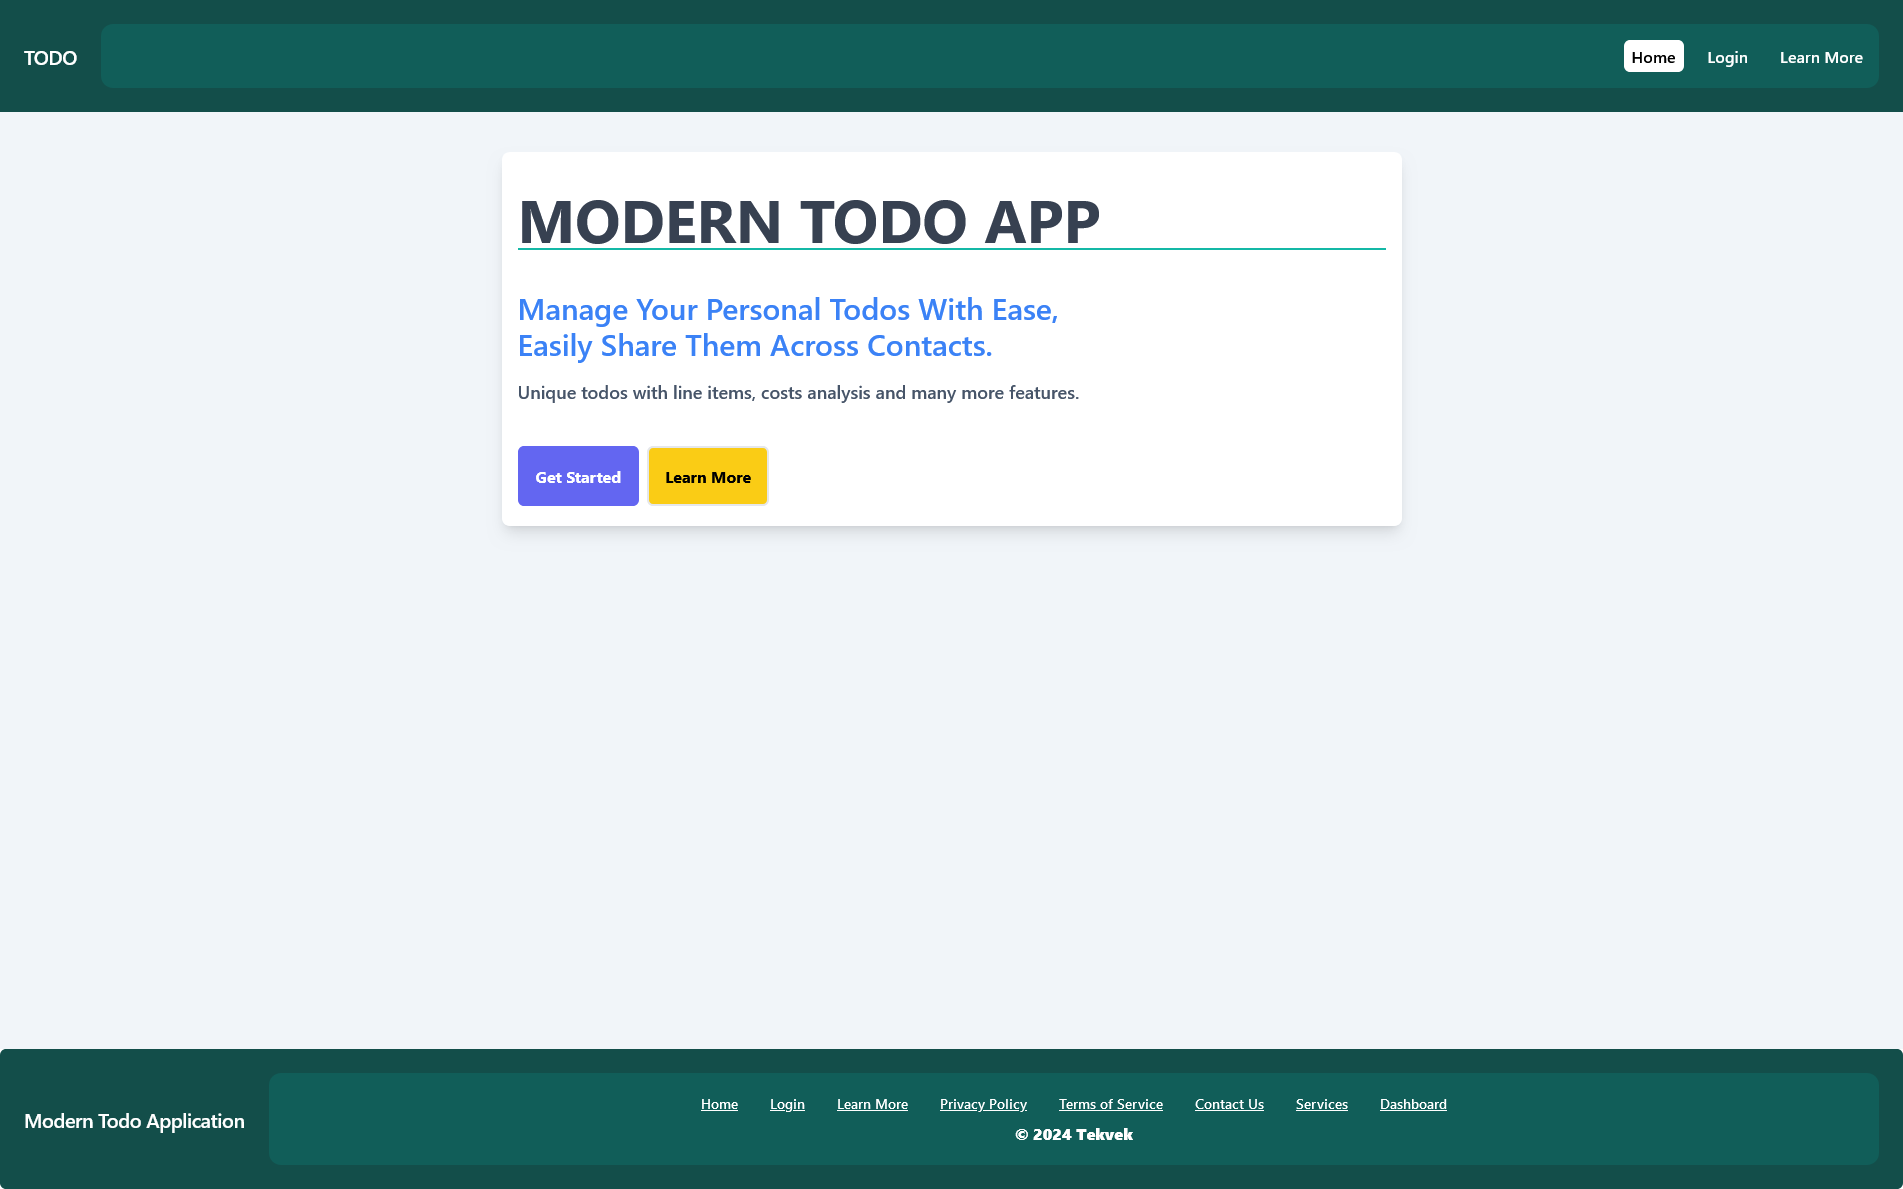 TODO
Home Login Learn More
MODERN TODO APP
Manage Your Personal Todos With Ease,
Easily Share Them Across Contacts.
Unique todos with line items, costs analysis and many more features.
Get Started Learn More
Modern Todo Application
Home Login Learn More Privacy Policy Terms of Service Contact Us Services Dashboard
© 2024 Tekvek